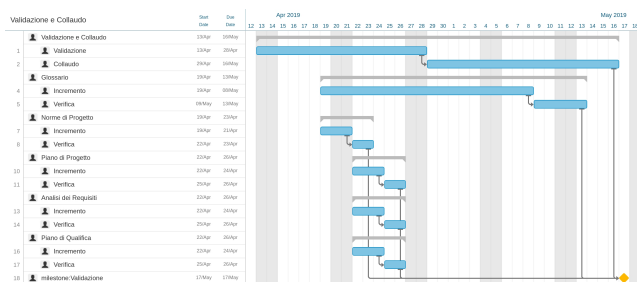 Validazione e Collaudo Start Date Due Date Apr 2019 May 2019
12 13 14 15 16 17 18 19 20 21 22 23 24 25 26 27 28 29 30 1 2 3 4 5 6 7 8 9 10 11 12 13 14 15 16 17 18
Validazione e Collaudo 13/Apr 16/May
1 Validazione 13/Apr 28/Apr
2 Collaudo 29/Apr 16/May
Glossario 19/Apr 13/May
4 Incremento 19/Apr 08/May
5 Verifica 09/May 13/May
Norme di Progetto 19/Apr 23/Apr
7 Incremento 19/Apr 21/Apr
8 Verifica 22/Apr 23/Apr
Piano di Progetto 22/Apr 26/Apr
10 Incremento 22/Apr 24/Apr
11 Verifica 25/Apr 26/Apr
Analisi dei Requisiti 22/Apr 26/Apr
13 Incremento 22/Apr 24/Apr
14 Verifica 25/Apr 26/Apr
Piano di Qualifica 22/Apr 26/Apr
16 Incremento 22/Apr 24/Apr
17 Verifica 25/Apr 26/Apr
18 milestone:Validazione 17/May 17/May